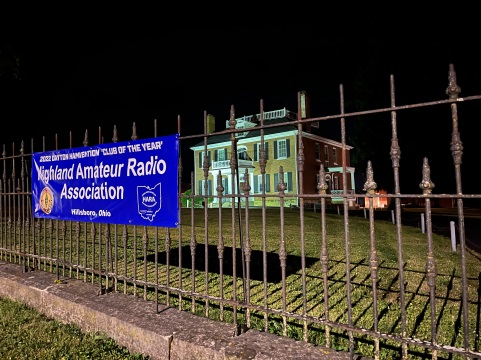 2022 DAYTON HAMVENTION 'CLUB OF THE YEAR'
Highland Amateur Radio
Association
HARA
Hillsboro, Ohio